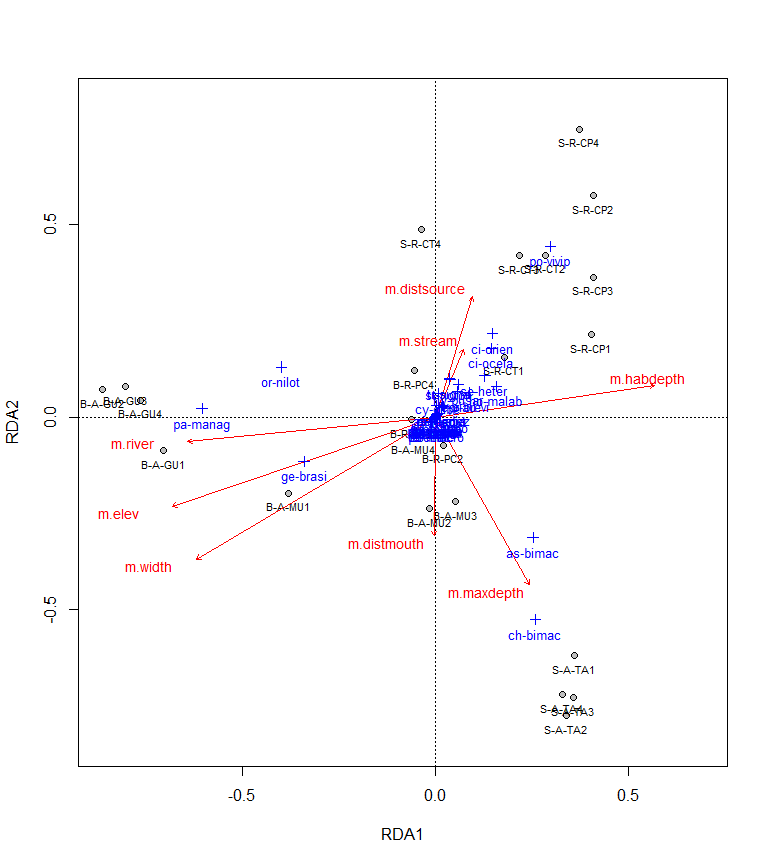 S-R-CP4
S-R-CP2
0.5
S-R-CT4
po-vivip
S-R-CT3
S-R-CT2
m.distsource
S-R-CP3
m.stream
ci-orien
S-R-CP1
ci-ocela
S-R-CT1
m.habdepth
or-nilot
B-R-PC4
B-A-GU2
B-A-GU3
B-A-GU4
0.0
pa-manag
RDA2
m.river
B-A-MU4
B-R-PC2
B-A-GU1
ge-brasi
B-A-MU1
m.elev
B-A-MU3
B-A-MU2
m.distmouth
as-bimac
m.width
m.maxdepth
-0.5
ch-bimac
S-A-TA1
S-A-TA4
S-A-TA3
S-A-TA2
-0.5
0.0
0.5
RDA1